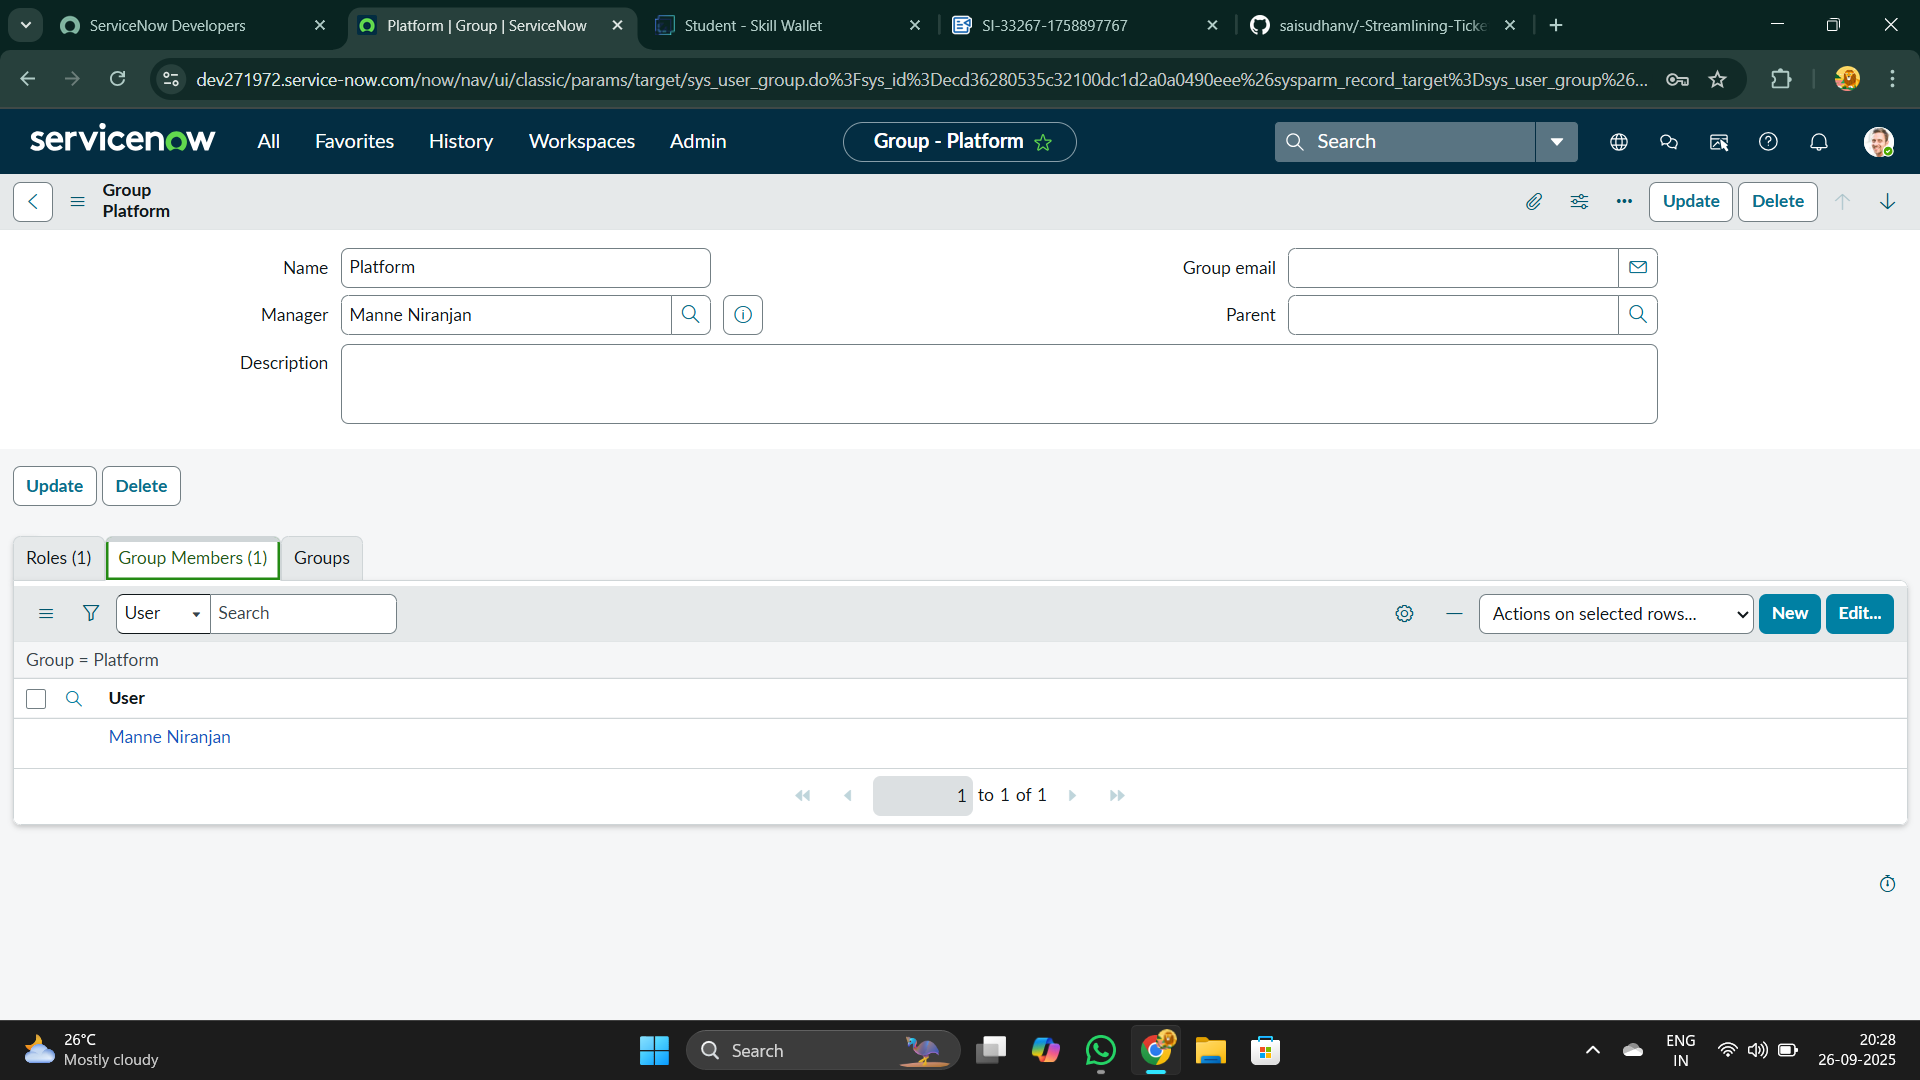 ServiceNow Developers
Platform | Group | ServiceNow
Student - Skill Wallet
SI-33267-1758897767
saisudhanv/-Streamlining-Ticke
dev271972.service-now.com/now/nav/ui/classic/params/target/sys_user_group.do%3Fsys_id%3Decd36280535c32100dc1d2a0a0490eee%26sysparm_record_target%3Dsys_user_group%26...
servicenow
All
Favorites
History
Workspaces
Admin
Group - Platform
Search
Group
Platform
Update
Delete
Name
Platform
Group email
Manager
Manne Niranjan
Parent
Description
Update
Delete
Roles (1)
Group Members (1)
Groups
User
Search
Actions on selected rows...
New
Edit...
Group = Platform
User
Manne Niranjan
1 to 1 of 1
26°C
Mostly cloudy
Search
ENG
IN
20:28
26-09-2025